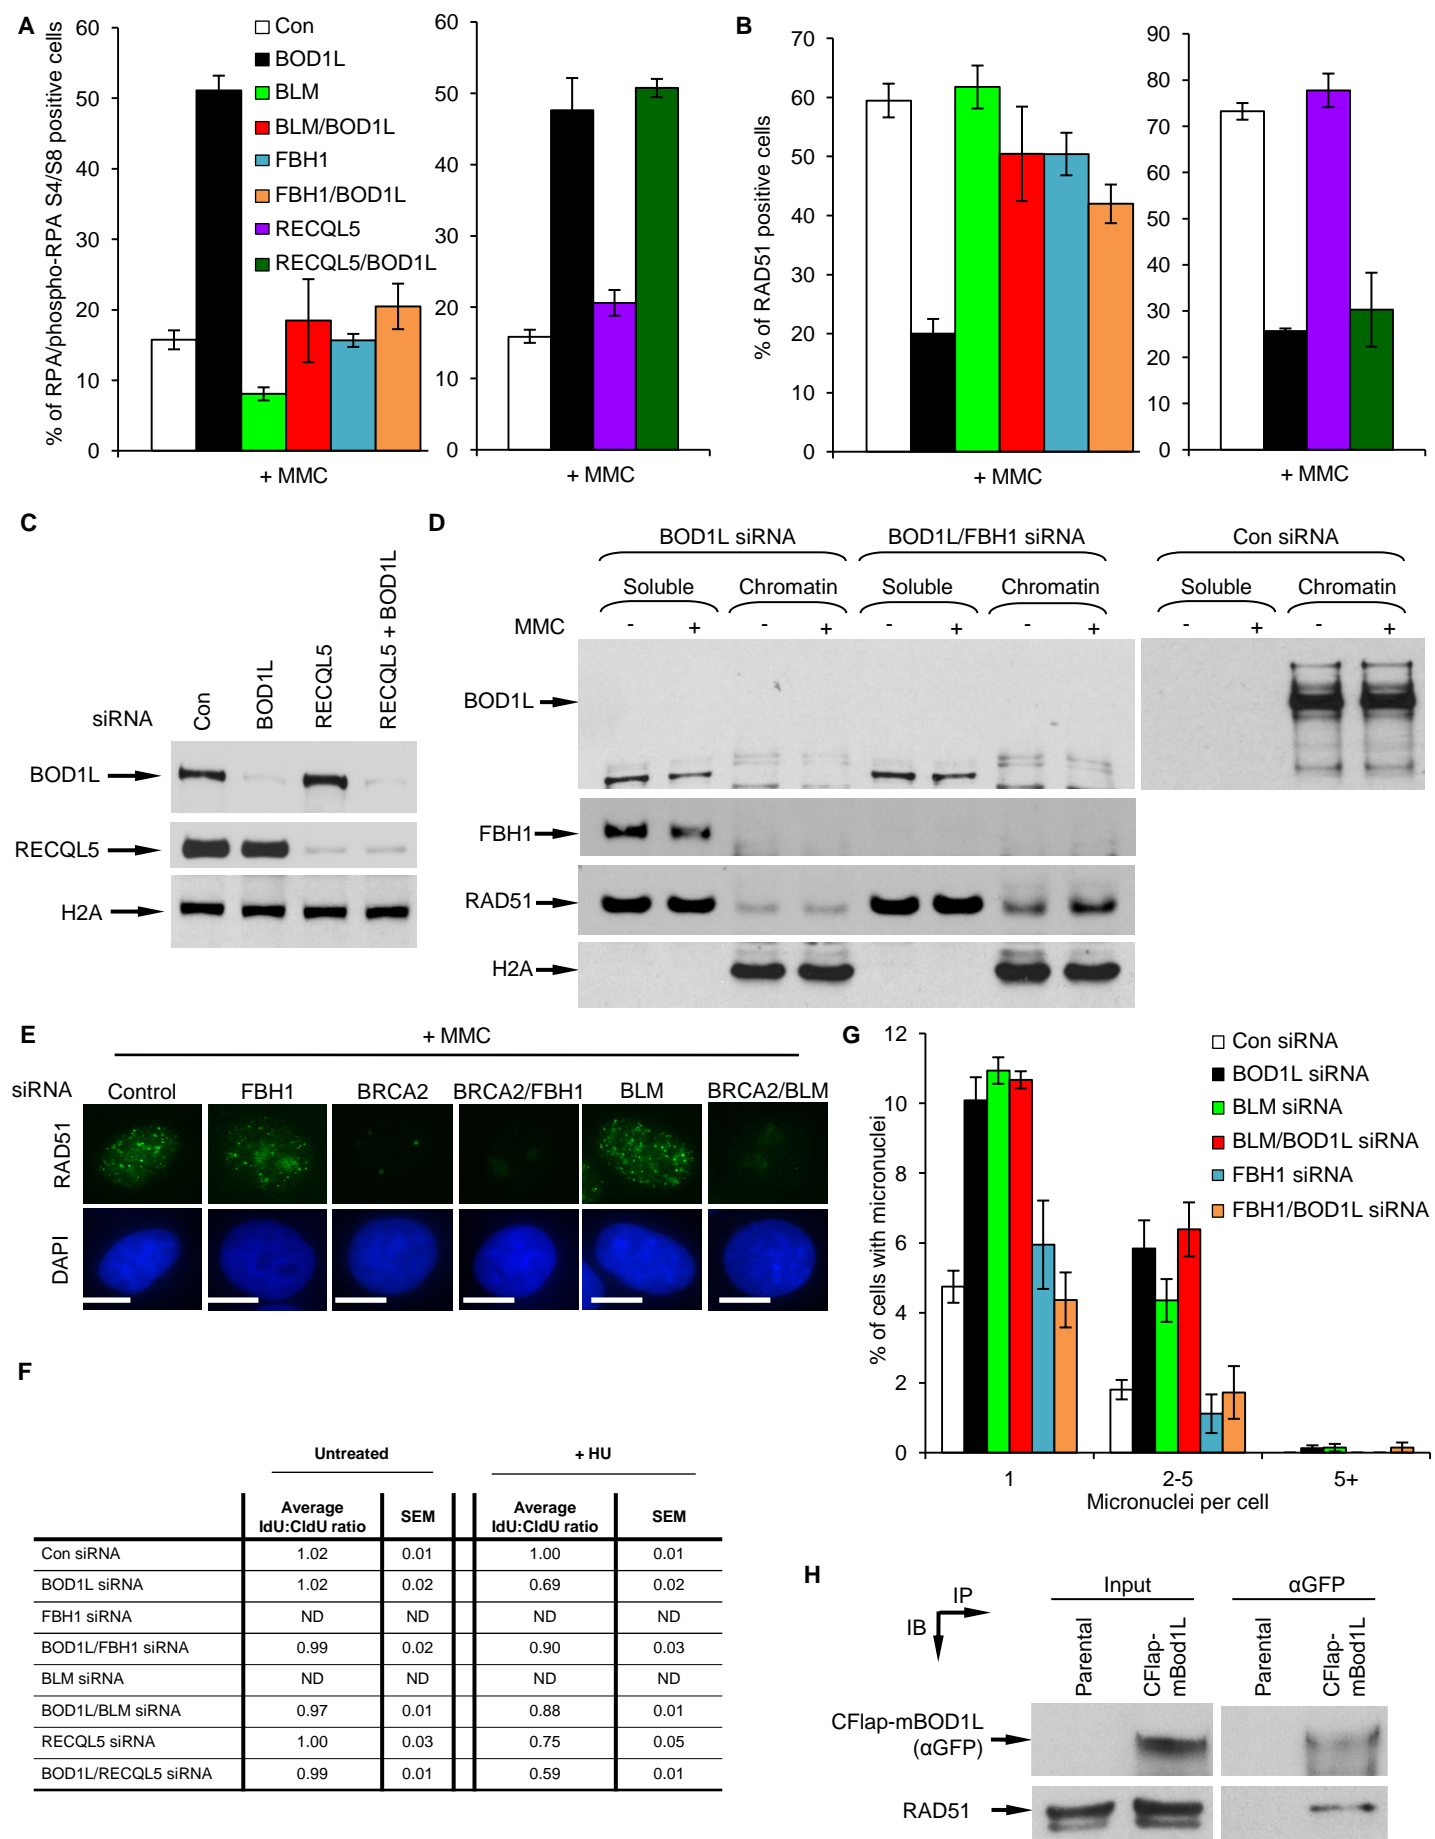 A
% of RPA/phospho-RPA S4/S8 positive cells
60
50
40
30
20
10
0
+ MMC
Con
BOD1L
BLM
BLM/BOD1L
FBH1
FBH1/BOD1L
RECQL5
RECQL5/BOD1L
60
50
40
30
20
10
0
+ MMC
B
% of RAD51 positive cells
70
60
50
40
30
20
10
0
+ MMC
90
80
70
60
50
40
30
20
10
0
+ MMC
C
siRNA
Con
BOD1L
RECQL5
RECQL5 + BOD1L
BOD1L
RECQL5
H2A
D
BOD1L siRNA BOD1L/FBH1 siRNA Con siRNA
Soluble Chromatin Soluble Chromatin Soluble Chromatin
MMC - + - + - + - + - + - +
BOD1L
FBH1
RAD51
H2A
E
+ MMC
siRNA Control FBH1 BRCA2 BRCA2/FBH1 BLM BRCA2/BLM
RAD51
DAPI
F
Untreated + HU
Average IdU:CldU ratio SEM Average IdU:CldU ratio SEM
Con siRNA 1.02 0.01 1.00 0.01
BOD1L siRNA 1.02 0.02 0.69 0.02
FBH1 siRNA ND ND ND ND
BOD1L/FBH1 siRNA 0.99 0.02 0.90 0.03
BLM siRNA ND ND ND ND
BOD1L/BLM siRNA 0.97 0.01 0.88 0.01
RECQL5 siRNA 1.00 0.03 0.75 0.05
BOD1L/RECQL5 siRNA 0.99 0.01 0.59 0.01
G
% of cells with micronuclei
12
10
8
6
4
2
0
1 2-5 5+
Micronuclei per cell
Con siRNA
BOD1L siRNA
BLM siRNA
BLM/BOD1L siRNA
FBH1 siRNA
FBH1/BOD1L siRNA
H
IP
IB
Input αGFP
Parental
CFlap-
mBod1L
Parental
CFlap-
mBod1L
CFlap-mBOD1L
(αGFP)
RAD51